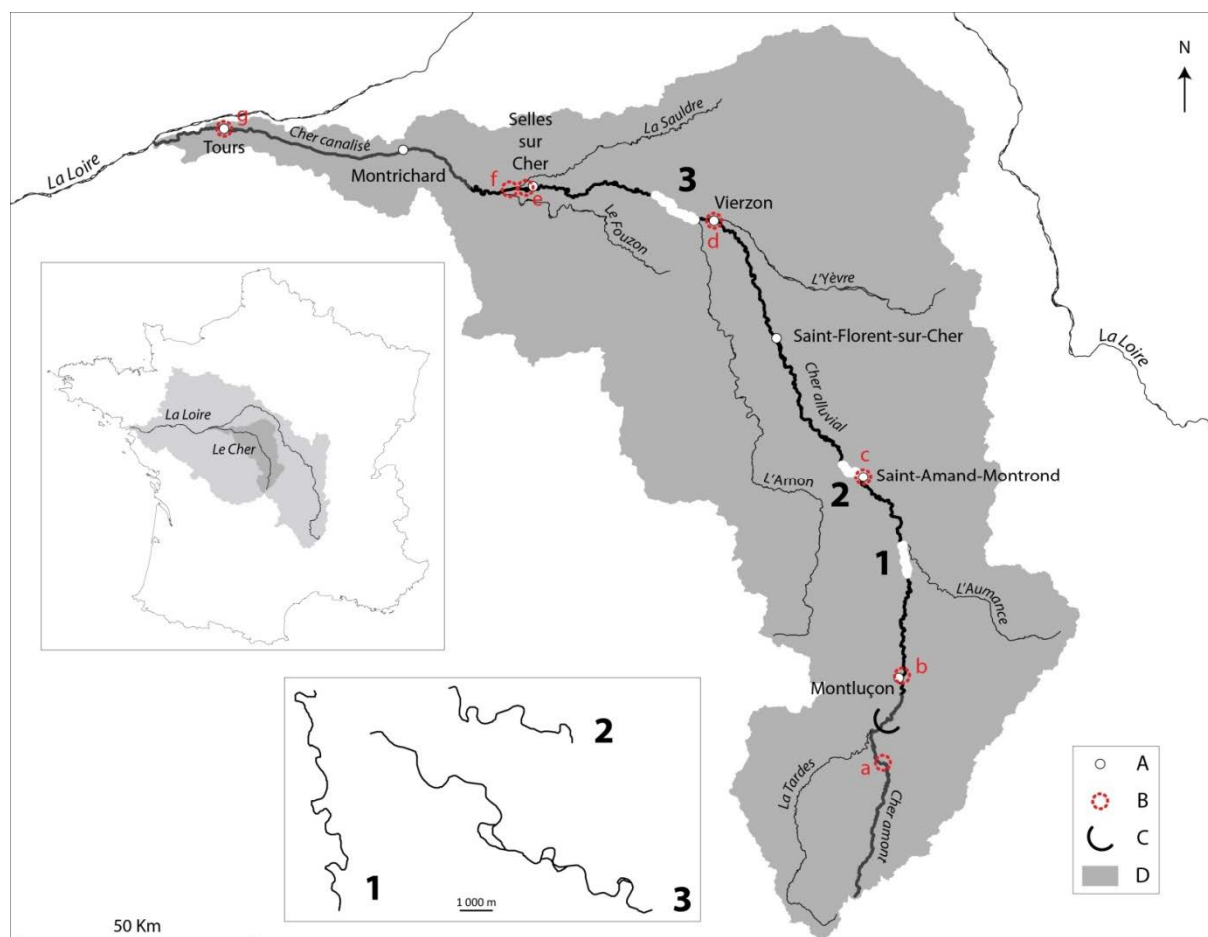 N
La Loire
g
Tours
Cher canalisé
Montrichard
Selles
sur
Cher
La Sauldre
f
e
Le Fouzon
3
Vierzon
d
L'Yèvre
La Loire
Saint-Florent-sur-Cher
Cher alluvial
La Loire
Le Cher
c
Saint-Amand-Montrond
2
L'Arnon
1
L'Aumance
b
Montluçon
a
La Tardes
Cher amont
2
1
1 000 m
3
50 Km
A
B
C
D